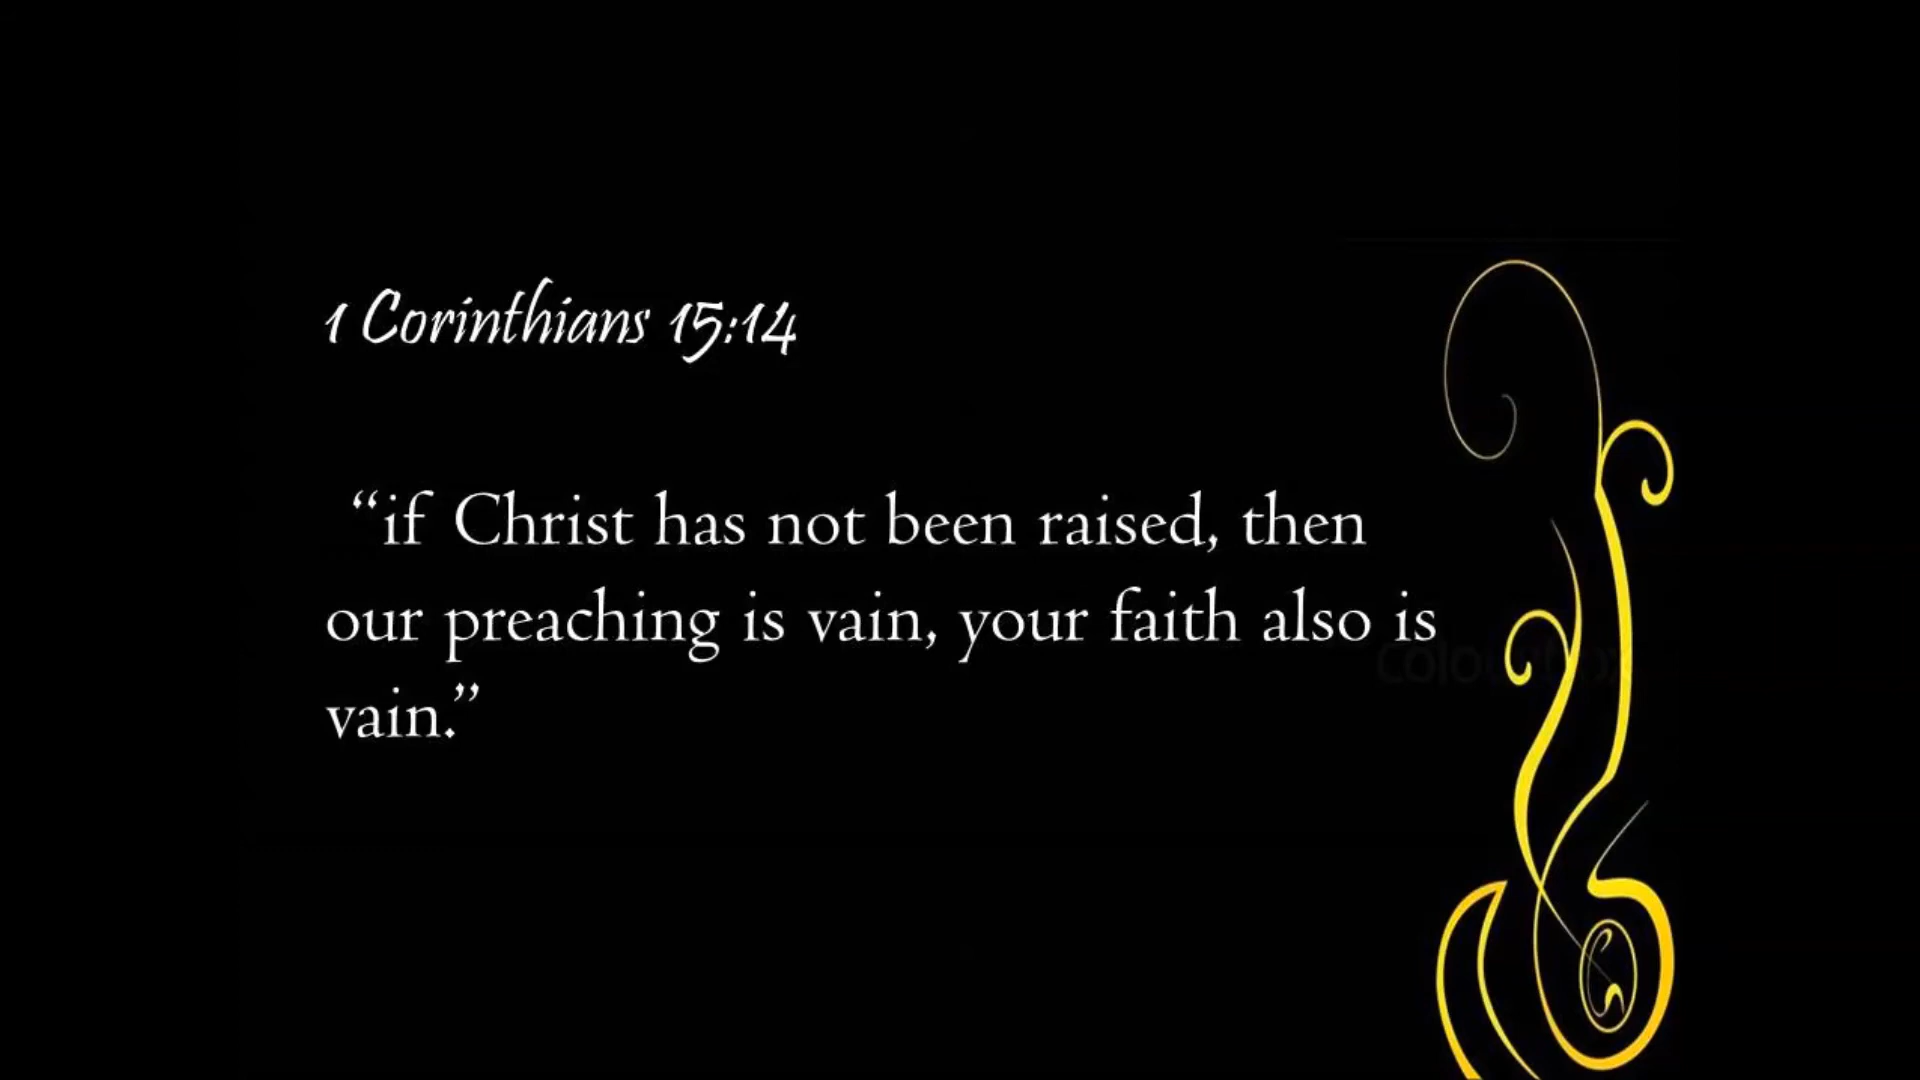 1 Corinthians 15:14
“if Christ has not been raised, then
our preaching is vain, your faith also is
vain.”